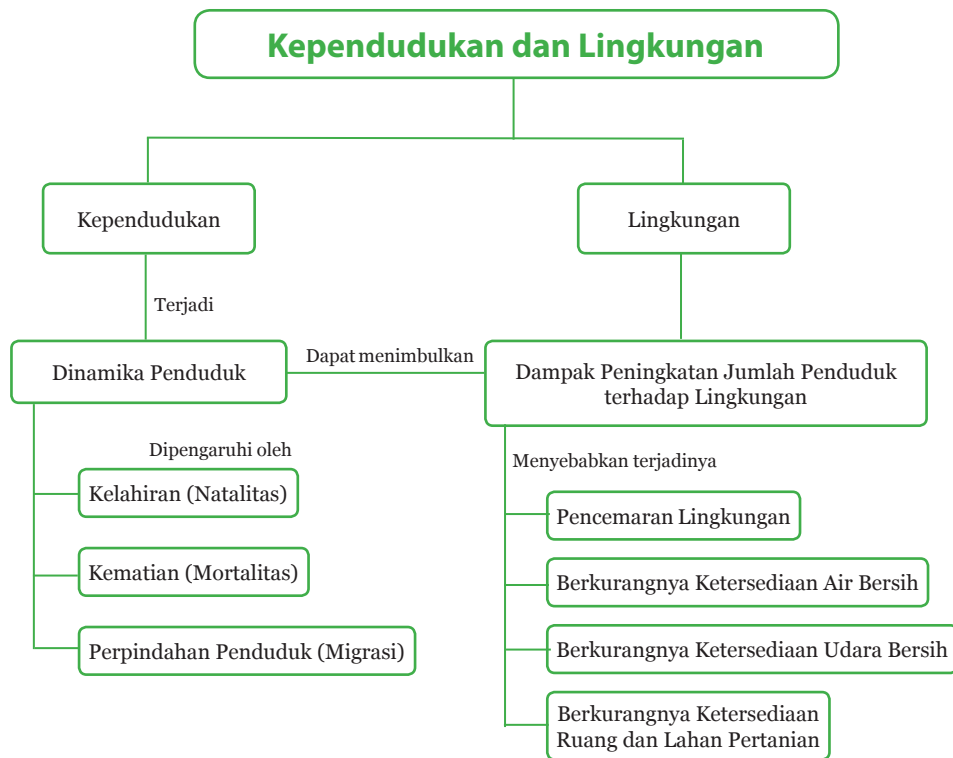 Kependudukan dan Lingkungan
Kependudukan
Lingkungan
Terjadi
Dinamika Penduduk
Dapat menimbulkan
Dampak Peningkatan Jumlah Penduduk
terhadap Lingkungan
Dipengaruhi oleh
Kelahiran (Natalitas)
Kematian (Mortalitas)
Perpindahan Penduduk (Migrasi)
Menyebabkan terjadinya
Pencemaran Lingkungan
Berkurangnya Ketersediaan Air Bersih
Berkurangnya Ketersediaan Udara Bersih
Berkurangnya Ketersediaan
Ruang dan Lahan Pertanian